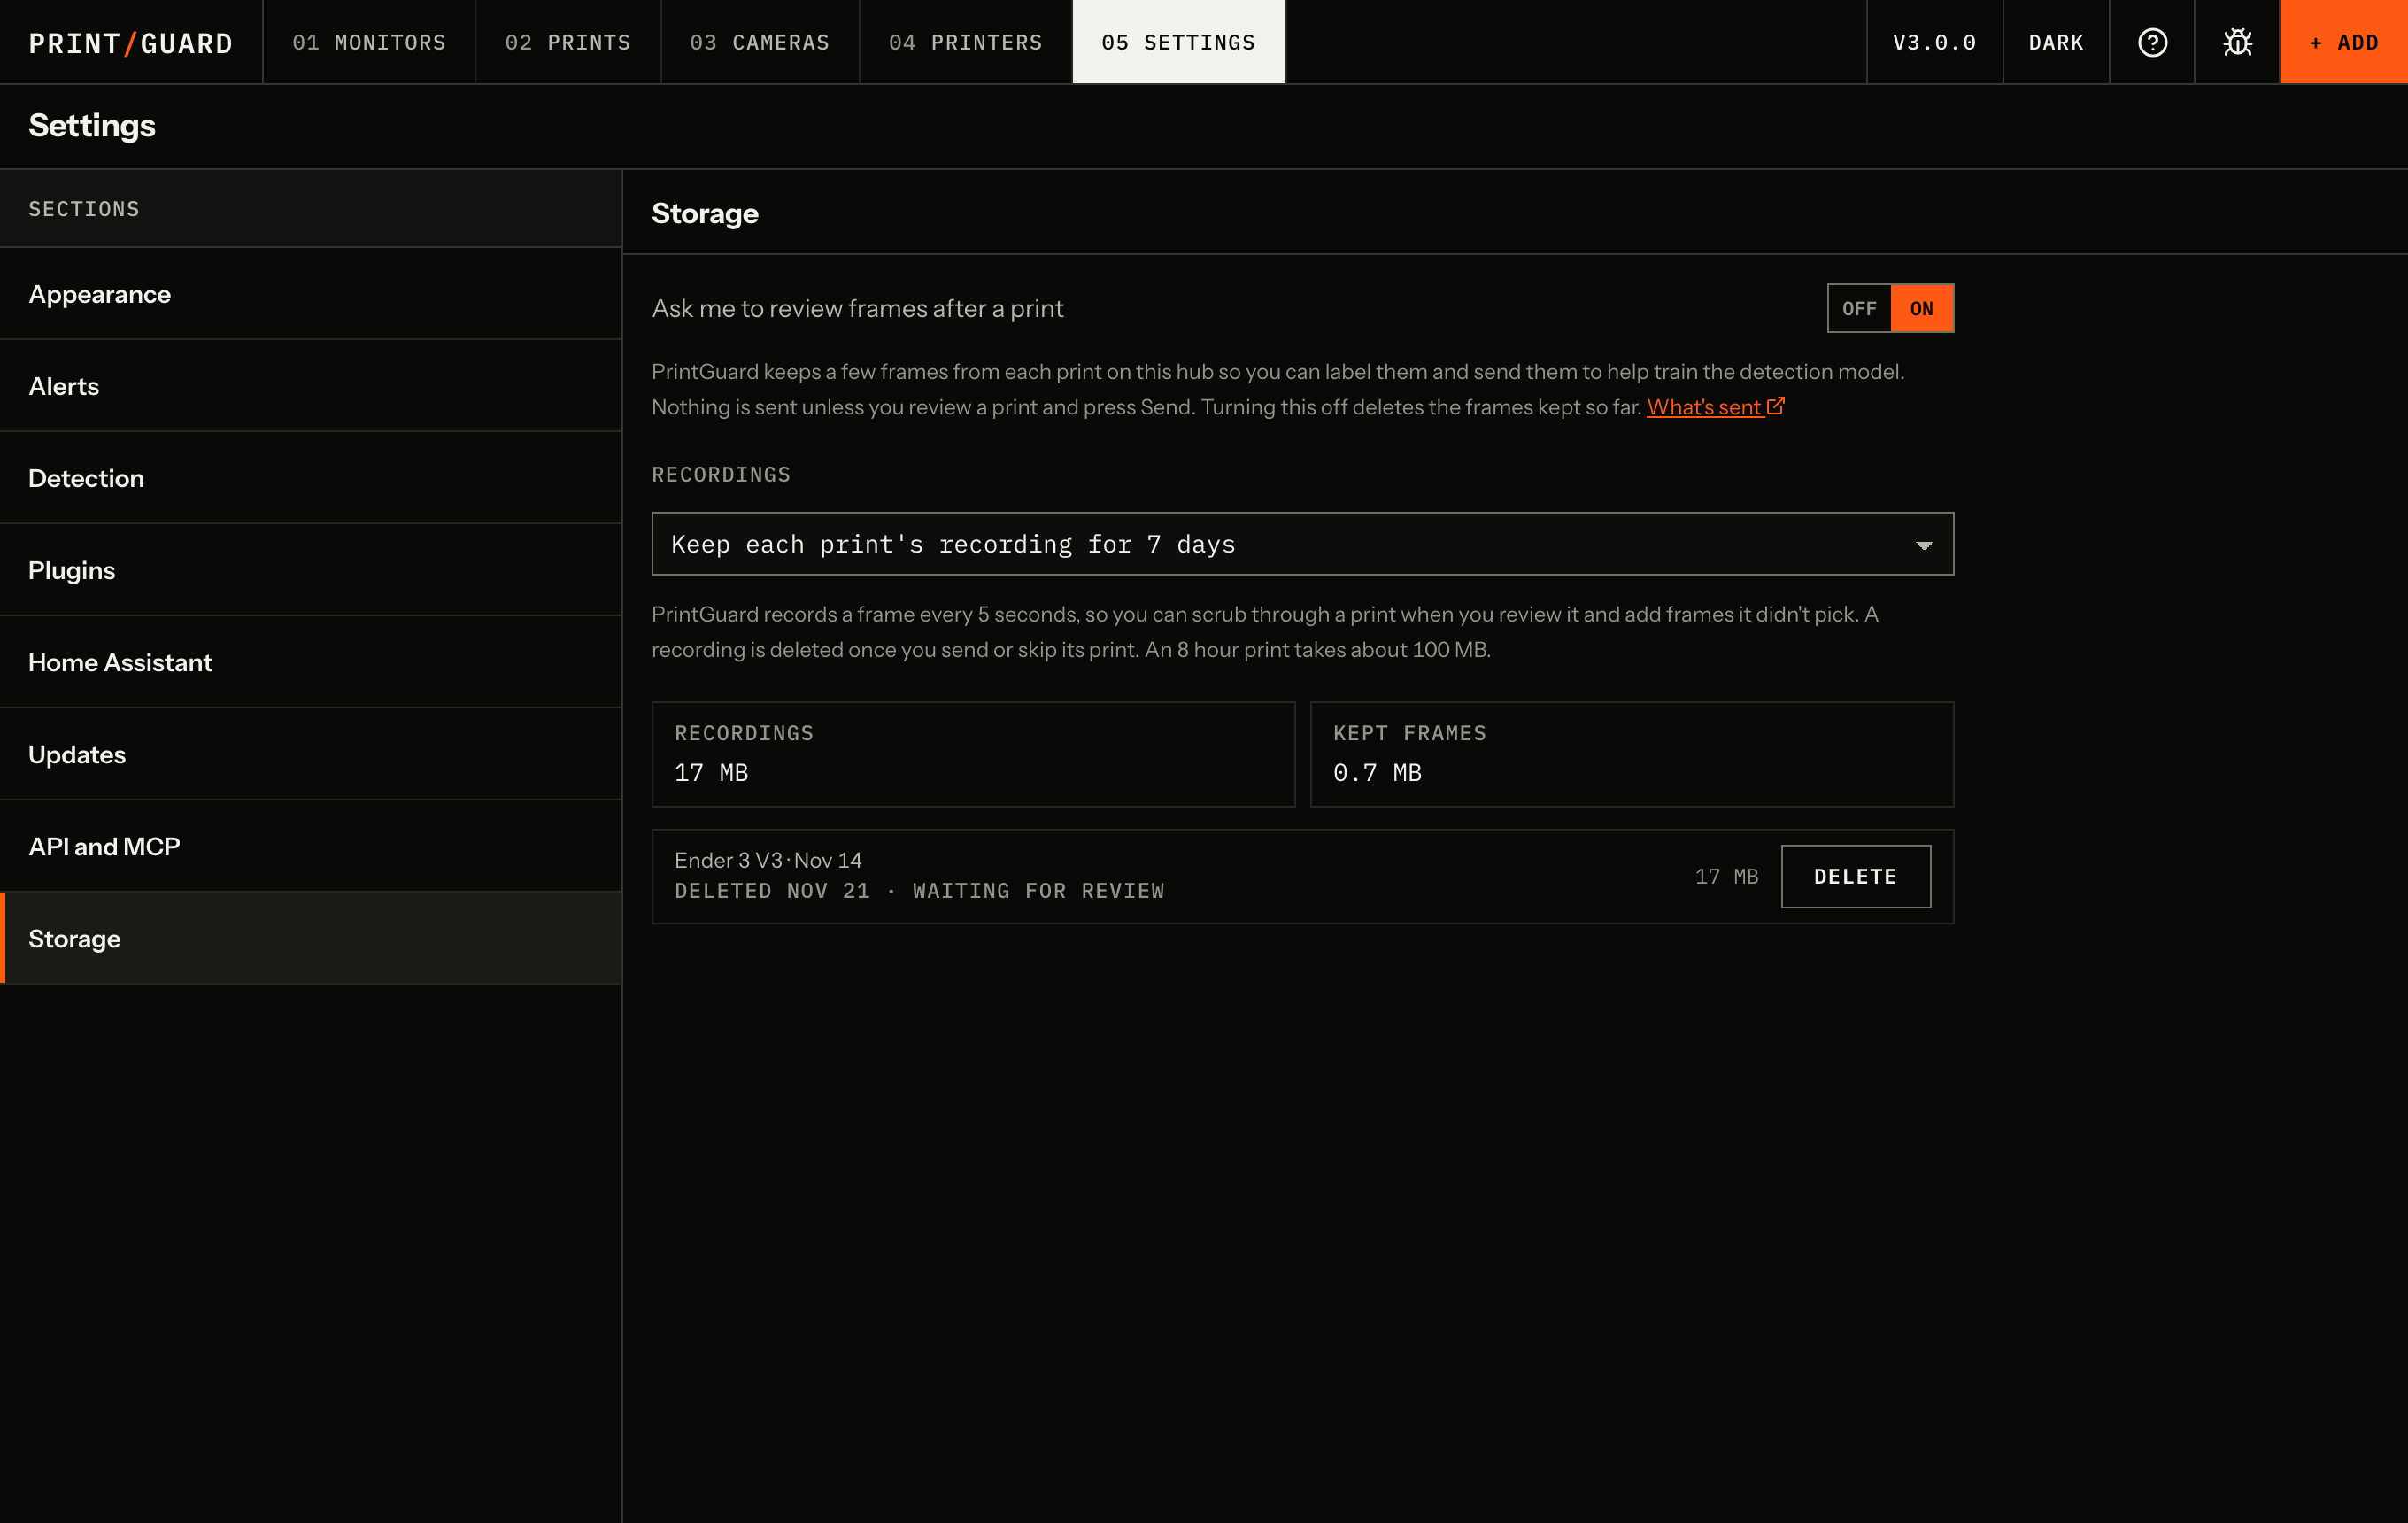 PRINT/GUARD
01 MONITORS
02 PRINTS
03 CAMERAS
04 PRINTERS
05 SETTINGS
V3.0.0
DARK
+ ADD
Settings
SECTIONS
Appearance
Alerts
Detection
Plugins
Home Assistant
Updates
API and MCP
Storage
Storage
Ask me to review frames after a print
OFF
ON
PrintGuard keeps a few frames from each print on this hub so you can label them and send them to help train the detection model.
Nothing is sent unless you review a print and press Send. Turning this off deletes the frames kept so far. What's sent
RECORDINGS
Keep each print's recording for 7 days
PrintGuard records a frame every 5 seconds, so you can scrub through a print when you review it and add frames it didn't pick. A
recording is deleted once you send or skip its print. An 8 hour print takes about 100 MB.
RECORDINGS
17 MB
KEPT FRAMES
0.7 MB
Ender 3 V3 · Nov 14
DELETED NOV 21 · WAITING FOR REVIEW
17 MB
DELETE